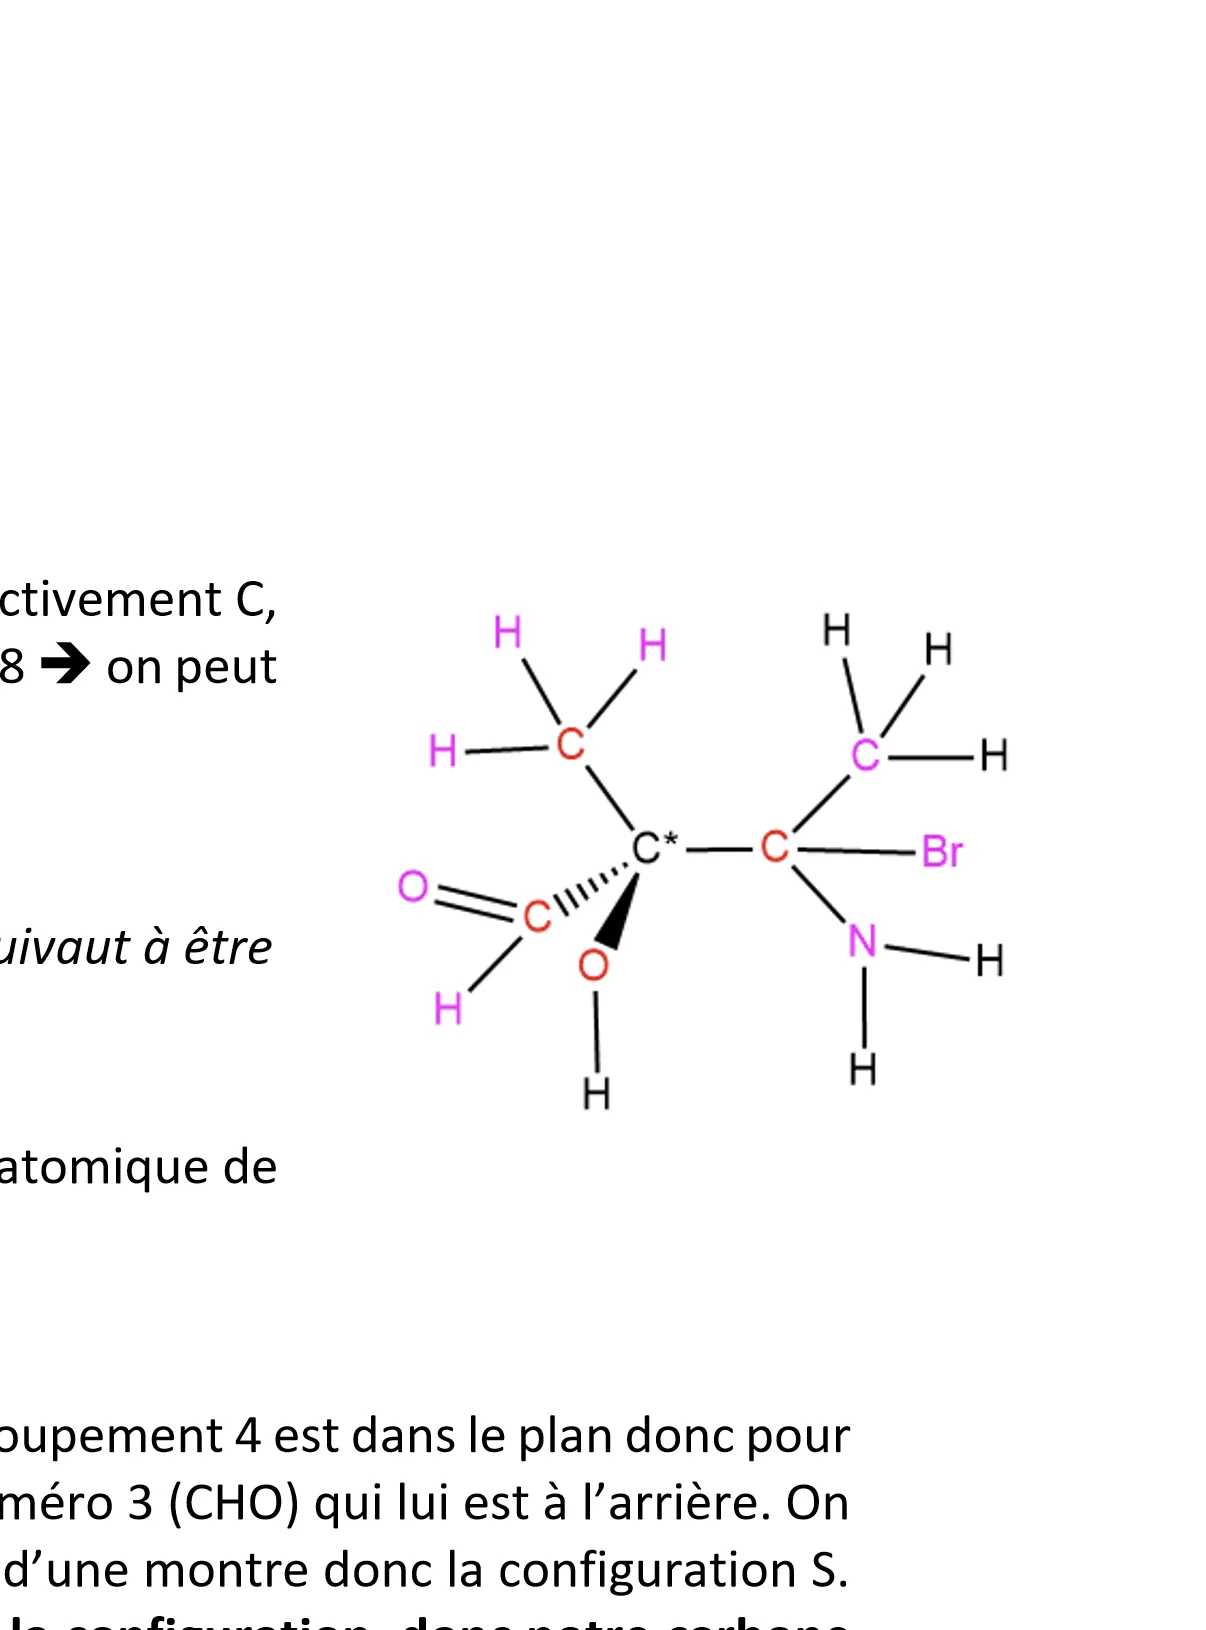 ctivement C,
8 ➔ on peut
H H H H
H C C H
C* C Br
O C
uivaut à être
O N H
H
H H
atomique de
oupement 4 est dans le plan donc pour
méro 3 (CHO) qui lui est à l’arrière. On
d’une montre donc la configuration S.